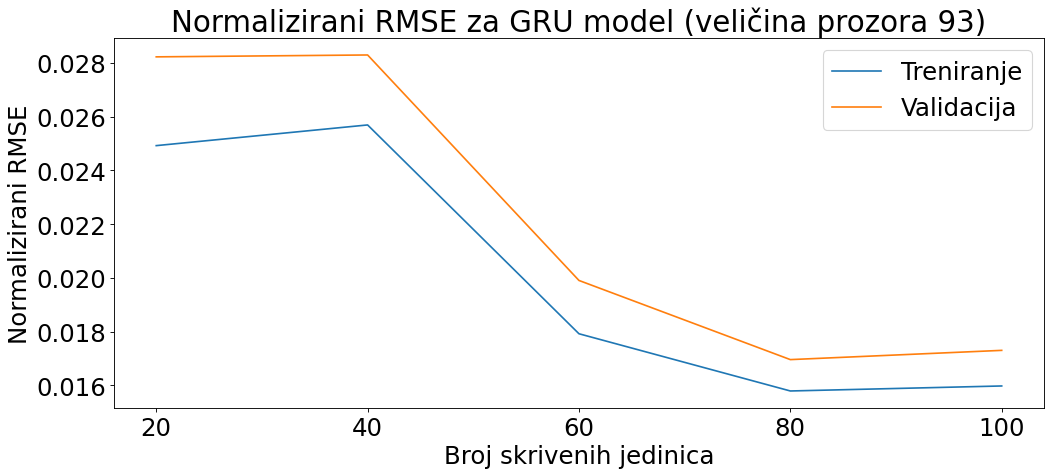 Normalizirani RMSE za GRU model (veličina prozora 93)
Treniranje
Validacija
Normalizirani RMSE
0.028
0.026
0.024
0.022
0.020
0.018
0.016
20 40 60 80 100
Broj skrivenih jedinica